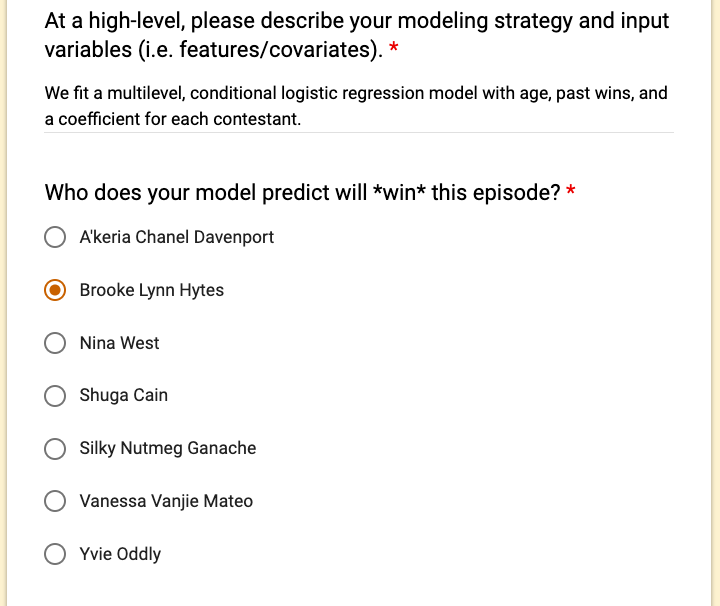 At a high-level, please describe your modeling strategy and input
variables (i.e. features/covariates). *
We fit a multilevel, conditional logistic regression model with age, past wins, and
a coefficient for each contestant.
Who does your model predict will *win* this episode? *
A'keria Chanel Davenport
Brooke Lynn Hytes
Nina West
Shuga Cain
Silky Nutmeg Ganache
Vanessa Vanjie Mateo
Yvie Oddly